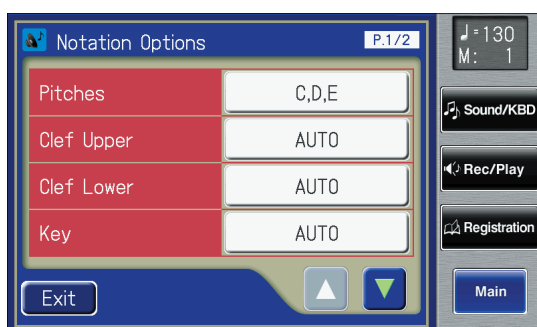 Notation Options
P.1/2
Pitches
C,D,E
Clef Upper
AUTO
Clef Lower
AUTO
Key
AUTO
Exit
♩=130
M: 1
Sound/KBD
Rec/Play
Registration
Main